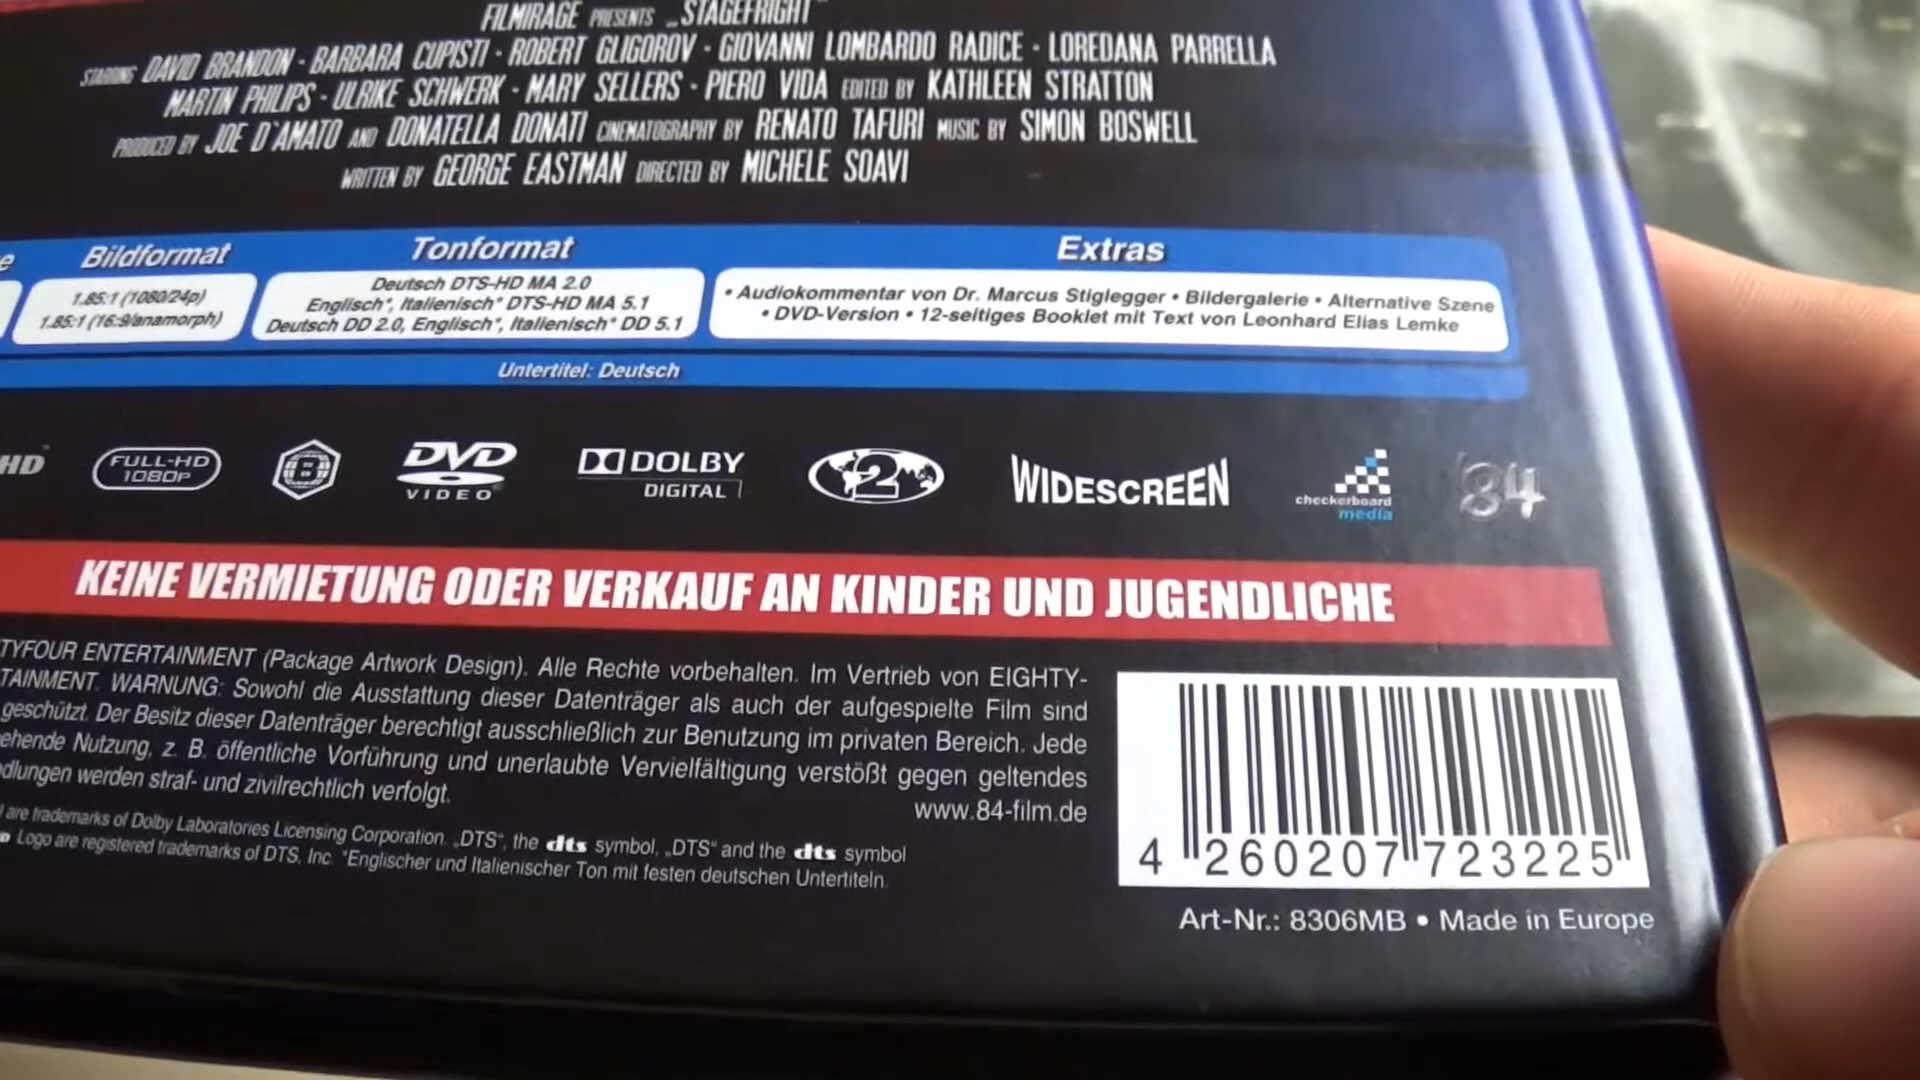 FILMIRAGE PRESENTS „STAGEFRIGHT"
STARRING DAVID BRANDON · BARBARA CUPISTI · ROBERT GLIGOROV · GIOVANNI LOMBARDO RADICE · LOREDANA PARRELLA
MARTIN PHILIPS · ULRIKE SCHWERK · MARY SELLERS · PIERO VIDA EDITED BY KATHLEEN STRATTON
PRODUCED BY JOE D'AMATO AND DONATELLA DONATI CINEMATOGRAPHY BY RENATO TAFURI MUSIC BY SIMON BOSWELL
WRITTEN BY GEORGE EASTMAN DIRECTED BY MICHELE SOAVI
Bildformat
1.85:1 (1080/24p)
1.85:1 (16:9/anamorph)
Tonformat
Deutsch DTS-HD MA 2.0
Englisch*, Italienisch* DTS-HD MA 5.1
Deutsch DD 2.0, Englisch*, Italienisch* DD 5.1
Extras
• Audiokommentar von Dr. Marcus Stiglegger • Bildergalerie • Alternative Szene
• DVD-Version • 12-seitiges Booklet mit Text von Leonhard Elias Lemke
Untertitel: Deutsch
HD
FULL-HD
1080P
B
DVD
VIDEO
DOLBY
DIGITAL
2
WIDESCREEN
checkerboard
media
'84
KEINE VERMIETUNG ODER VERKAUF AN KINDER UND JUGENDLICHE
TYFOUR ENTERTAINMENT (Package Artwork Design). Alle Rechte vorbehalten. Im Vertrieb von EIGHTY-
TAINMENT. WARNUNG: Sowohl die Ausstattung dieser Datenträger als auch der aufgespielte Film sind
geschützt. Der Besitz dieser Datenträger berechtigt ausschließlich zur Benutzung im privaten Bereich. Jede
ehende Nutzung, z. B. öffentliche Vorführung und unerlaubte Vervielfältigung verstößt gegen geltendes
dlungen werden straf- und zivilrechtlich verfolgt.
www.84-film.de
are trademarks of Dolby Laboratories Licensing Corporation. „DTS", the dts symbol, „DTS" and the dts symbol
Logo are registered trademarks of DTS, Inc. *Englischer und Italienischer Ton mit festen deutschen Untertiteln.
4 260207 723225
Art-Nr.: 8306MB • Made in Europe